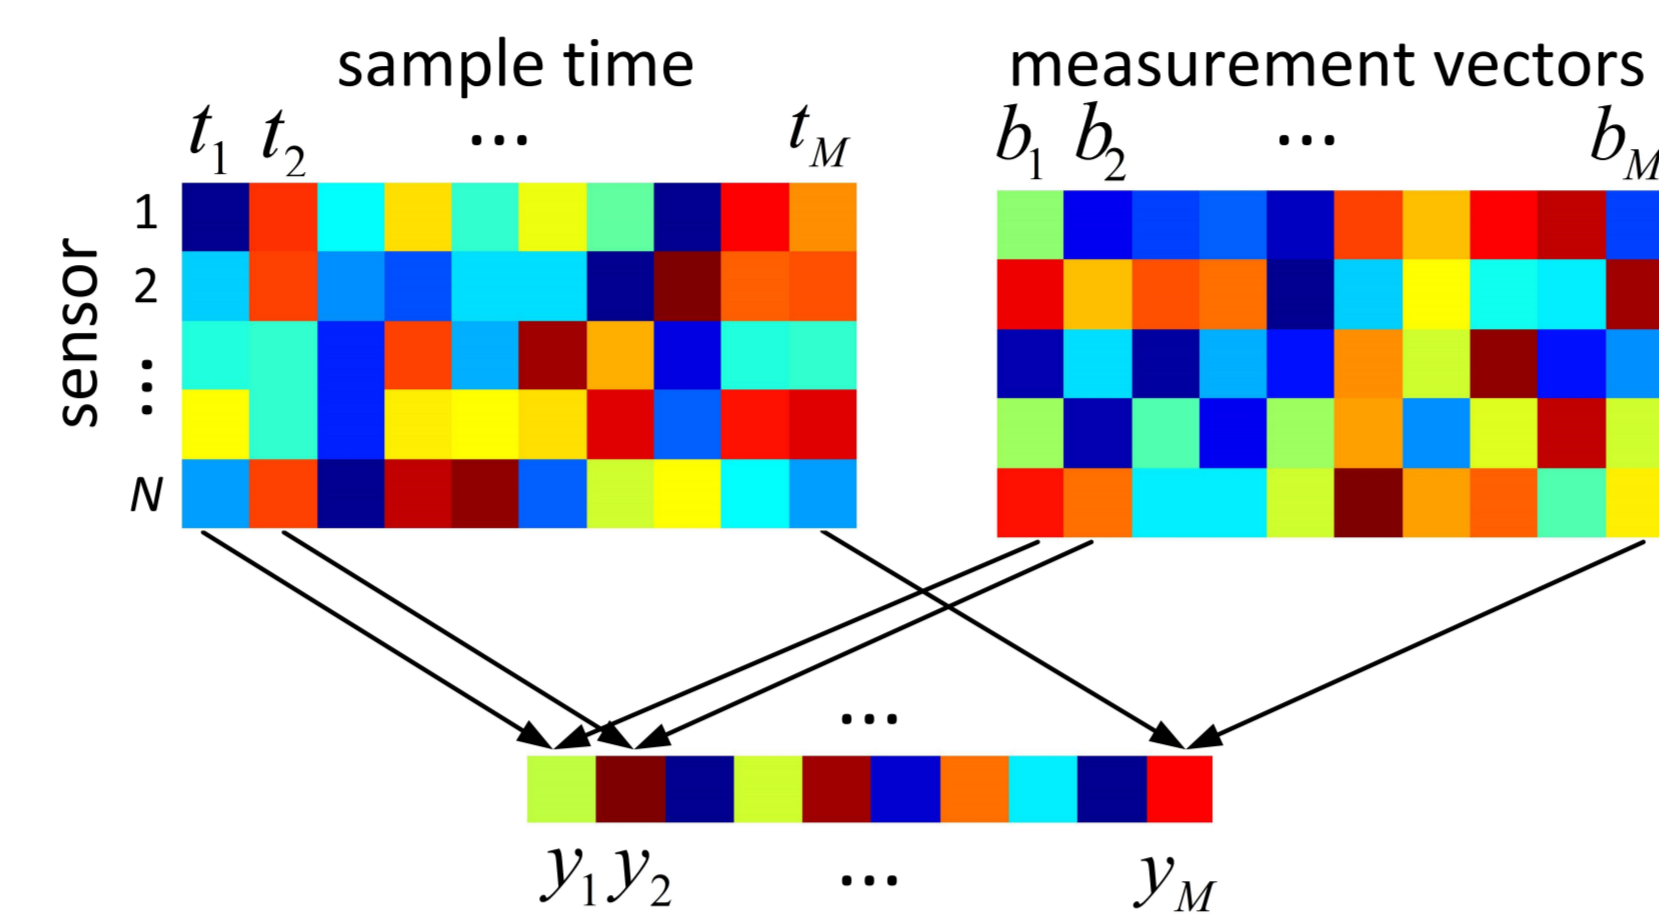 sample time measurement vectors
t1 t2 ... tM b1 b2 ... bM
sensor
1
2
⋮
N
...
y1 y2 ... yM